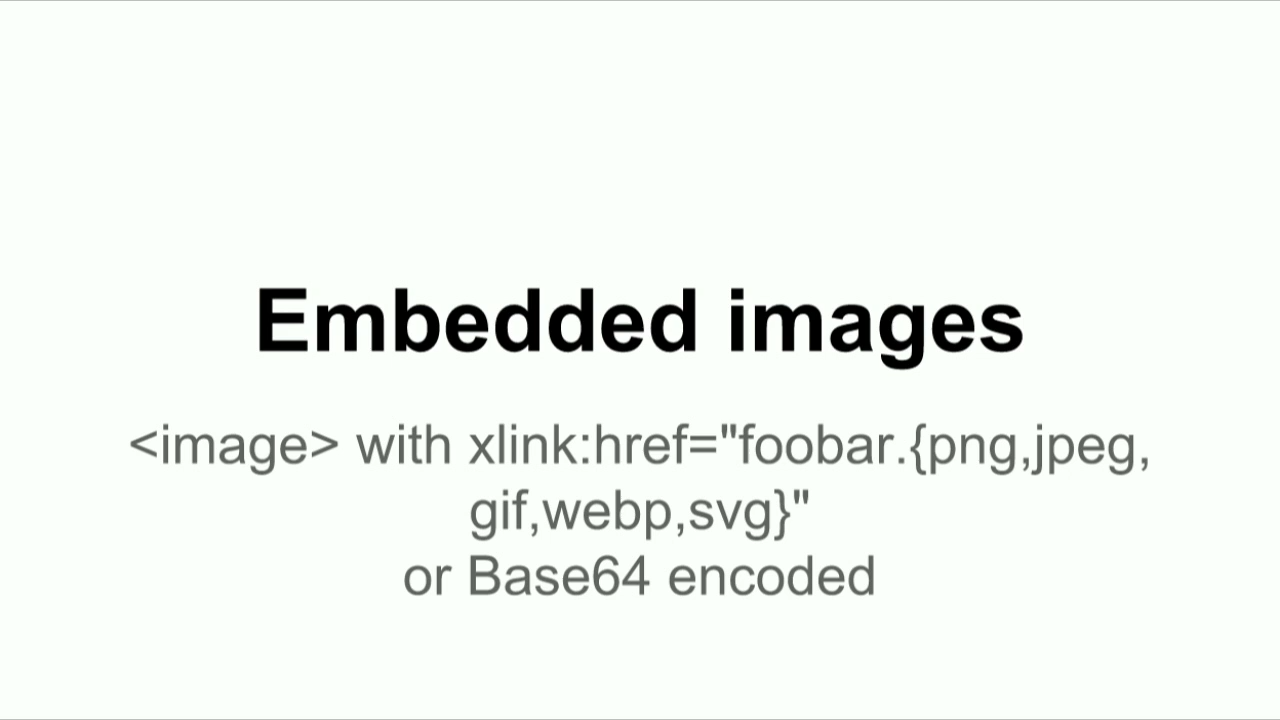 Embedded images
<image> with xlink:href="foobar.{png,jpeg,
gif,webp,svg}"
or Base64 encoded